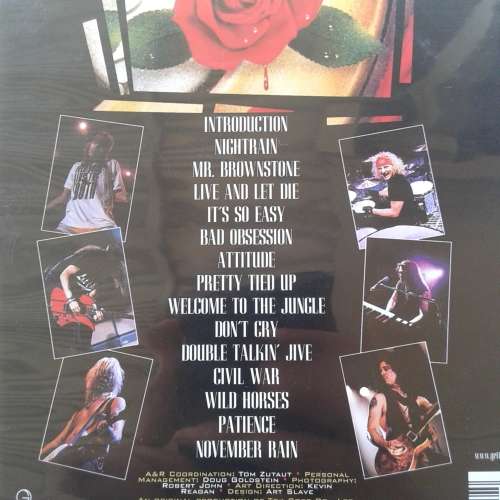 INTRODUCTION
NIGHTRAIN
MR. BROWNSTONE
LIVE AND LET DIE
IT'S SO EASY
BAD OBSESSION
ATTITUDE
PRETTY TIED UP
WELCOME TO THE JUNGLE
DON'T CRY
DOUBLE TALKIN' JIVE
CIVIL WAR
WILD HORSES
PATIENCE
NOVEMBER RAIN
A&R COORDINATION: TOM ZUTAUT * PERSONAL
MANAGEMENT: DOUG GOLDSTEIN * PHOTOGRAPHY:
ROBERT JOHN * ART DIRECTION: KEVIN
REAGAN * DESIGN: ART SLAVE